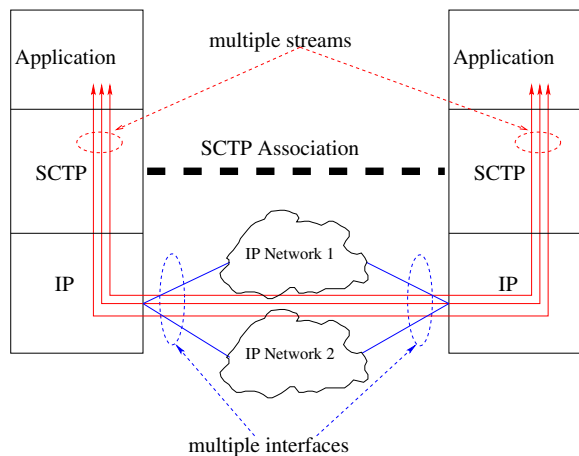 multiple streams
Application
Application
SCTP Association
SCTP
SCTP
IP Network 1
IP
IP
IP Network 2
multiple interfaces